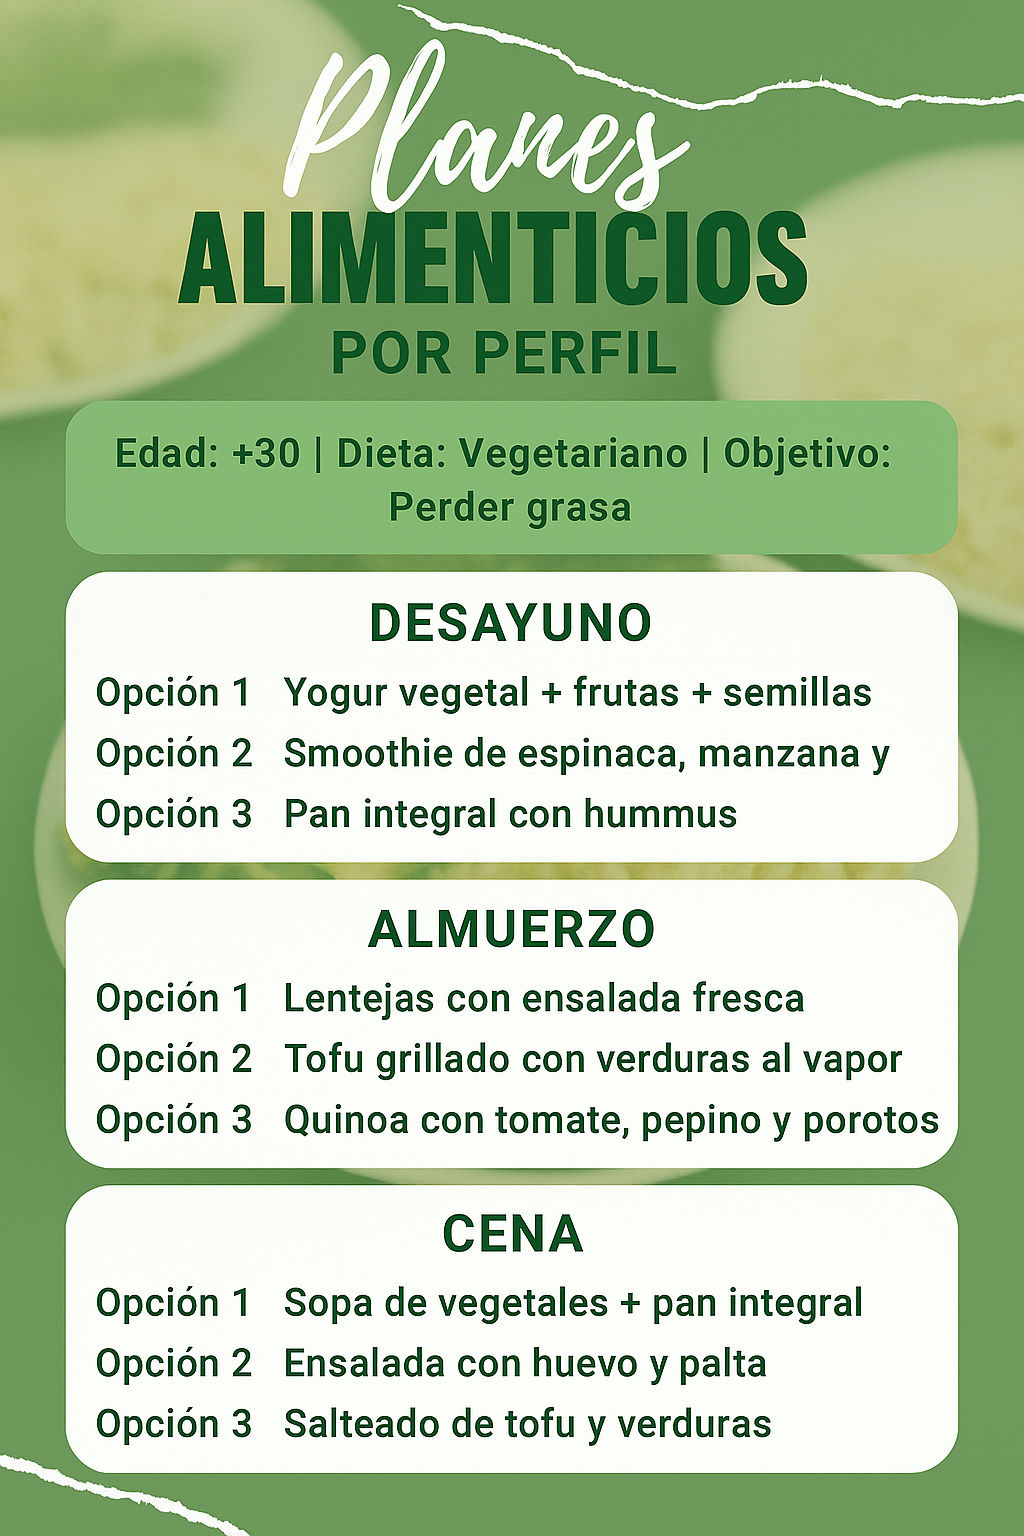 Planes
ALIMENTICIOS
POR PERFIL
Edad: +30 | Dieta: Vegetariano | Objetivo:
Perder grasa
DESAYUNO
Opción 1 Yogur vegetal + frutas + semillas
Opción 2 Smoothie de espinaca, manzana y
Opción 3 Pan integral con hummus
ALMUERZO
Opción 1 Lentejas con ensalada fresca
Opción 2 Tofu grillado con verduras al vapor
Opción 3 Quinoa con tomate, pepino y porotos
CENA
Opción 1 Sopa de vegetales + pan integral
Opción 2 Ensalada con huevo y palta
Opción 3 Salteado de tofu y verduras